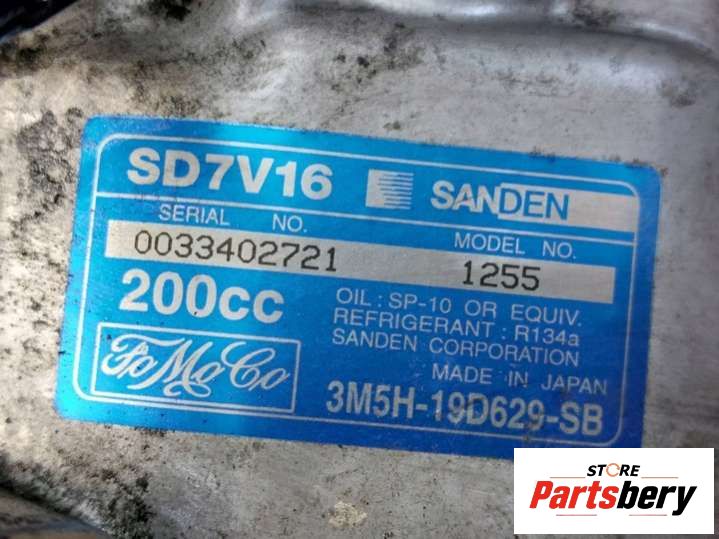 SD7V16 SANDEN
SERIAL NO. MODEL NO.
0033402721 1255
200cc OIL : SP-10 OR EQUIV.
REFRIGERANT : R134a
SANDEN CORPORATION
FoMoCo MADE IN JAPAN
3M5H-19D629-SB
STORE
Partsbery